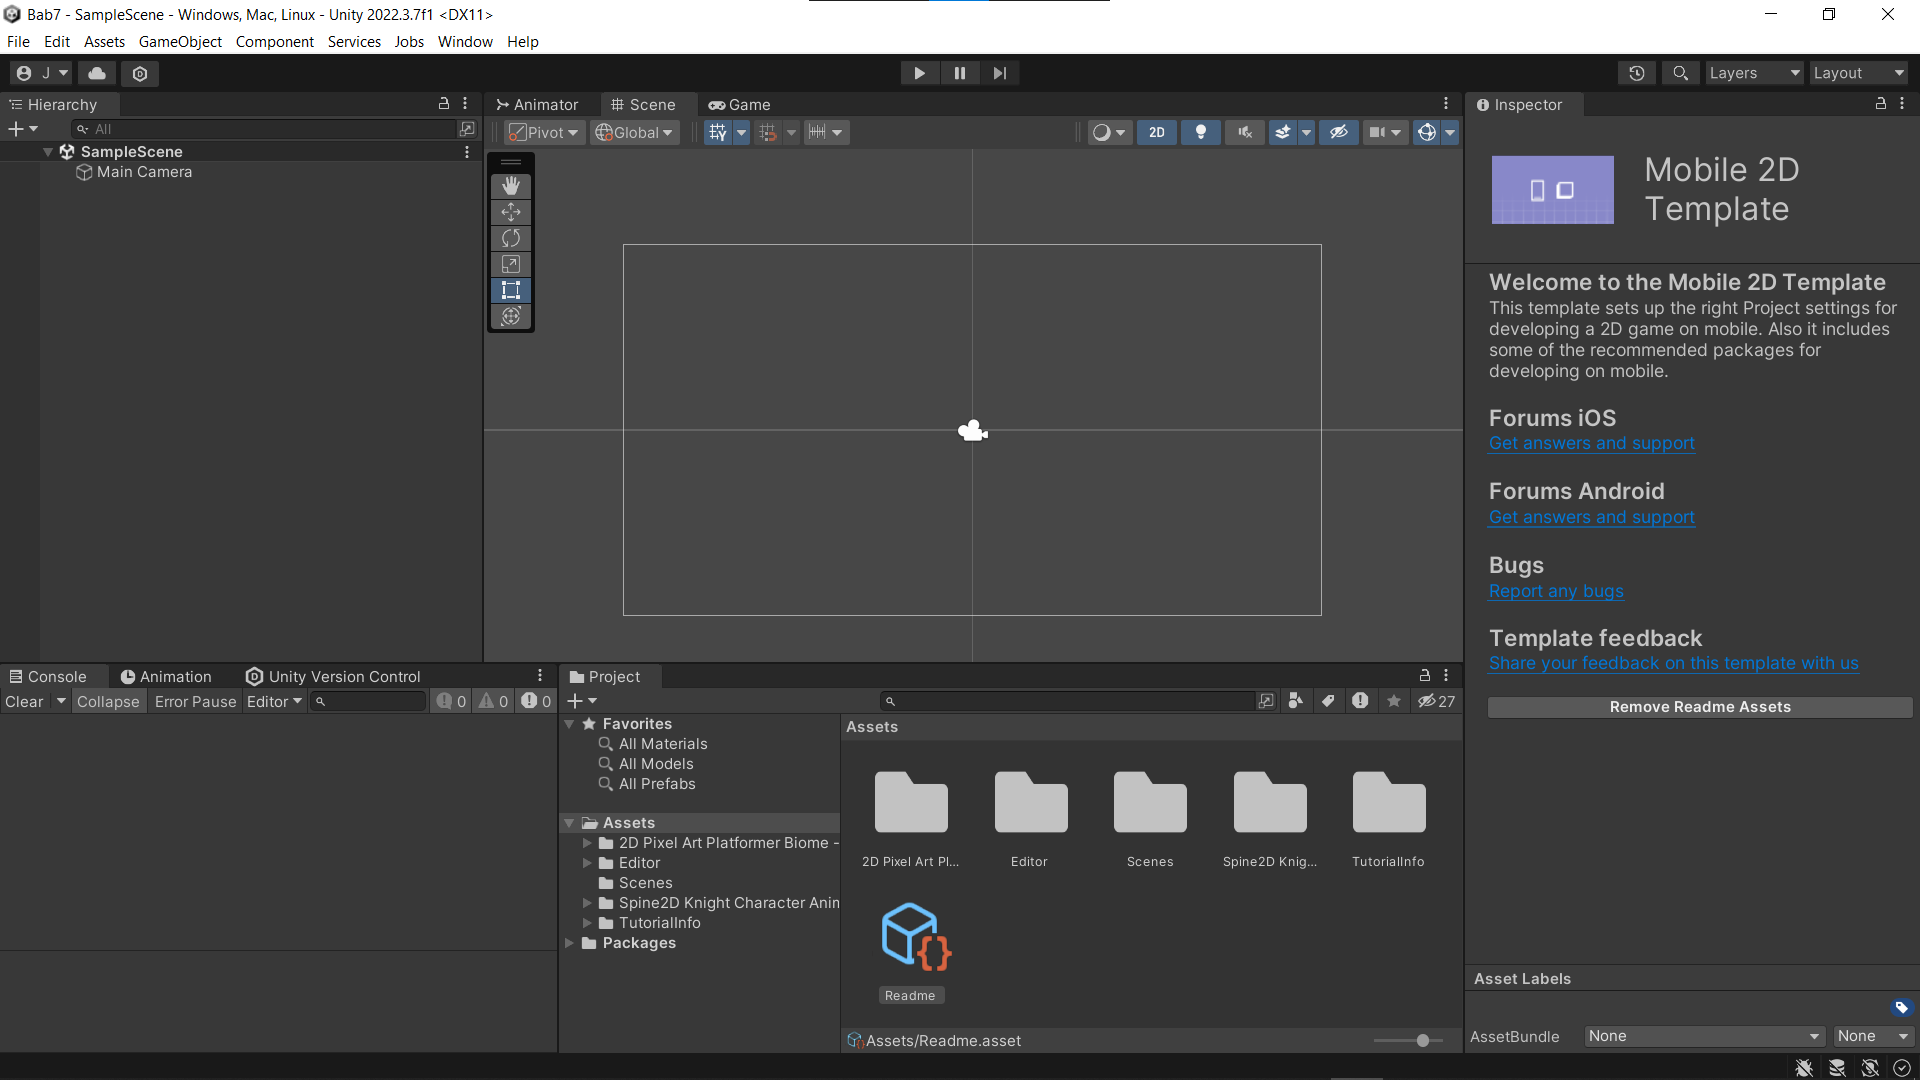 Bab7 - SampleScene - Windows, Mac, Linux - Unity 2022.3.7f1 <DX11>
File Edit Assets GameObject Component Services Jobs Window Help
J
Layers
Layout
Hierarchy
All
SampleScene
Main Camera
Animator
Scene
Game
Pivot
Global
2D
Inspector
Mobile 2D
Template
Welcome to the Mobile 2D Template
This template sets up the right Project settings for
developing a 2D game on mobile. Also it includes
some of the recommended packages for
developing on mobile.
Forums iOS
Get answers and support
Forums Android
Get answers and support
Bugs
Report any bugs
Template feedback
Share your feedback on this template with us
Remove Readme Assets
Console
Animation
Unity Version Control
Clear
Collapse
Error Pause
Editor
0
0
0
Project
27
Favorites
All Materials
All Models
All Prefabs
Assets
2D Pixel Art Platformer Biome -
Editor
Scenes
Spine2D Knight Character Anim
TutorialInfo
Packages
Assets
2D Pixel Art Pl...
Editor
Scenes
Spine2D Knig...
TutorialInfo
Readme
Assets/Readme.asset
Asset Labels
AssetBundle
None
None